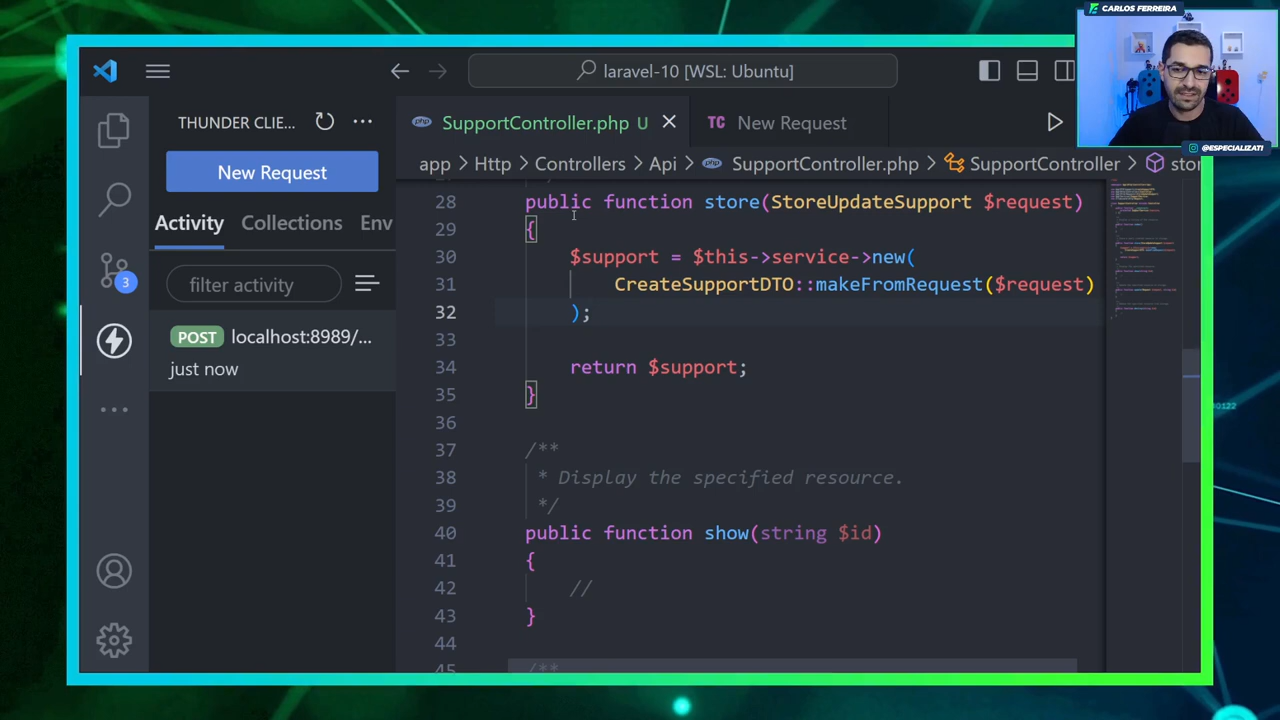 CARLOS FERREIRA
@ESPECIALIZATI
laravel-10 [WSL: Ubuntu]
THUNDER CLIE...
New Request
Activity
Collections
Env
filter activity
POST localhost:8989/...
just now
3
SupportController.php U
TC New Request
app > Http > Controllers > Api > SupportController.php > SupportController >
public function store(StoreUpdateSupport $request)
29 {
$support = $this->service->new(
31 CreateSupportDTO::makeFromRequest($request)
32 );
33
34 return $support;
35 }
36
37 /**
38 * Display the specified resource.
39 */
40 public function show(string $id)
41 {
42 //
43 }
44
45 /**